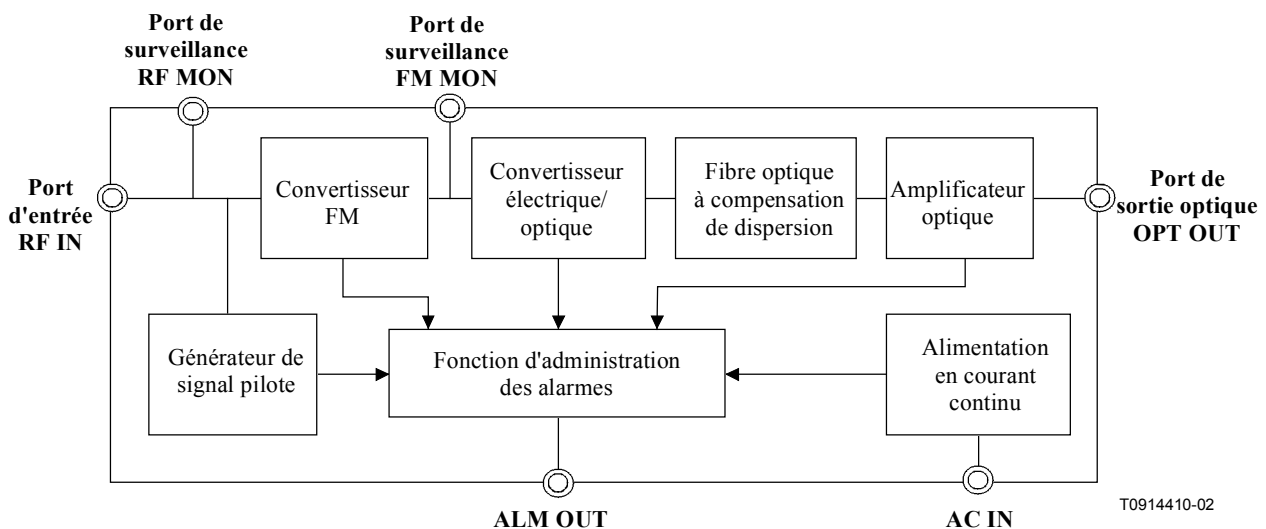 Port de
surveillance
RF MON
Port de
surveillance
FM MON
Port
d'entrée
RF IN
Convertisseur
FM
Convertisseur
électrique/
optique
Fibre optique
à compensation
de dispersion
Amplificateur
optique
Port de
sortie optique
OPT OUT
Générateur de
signal pilote
Fonction d'administration
des alarmes
Alimentation
en courant
continu
ALM OUT
AC IN
T0914410-02